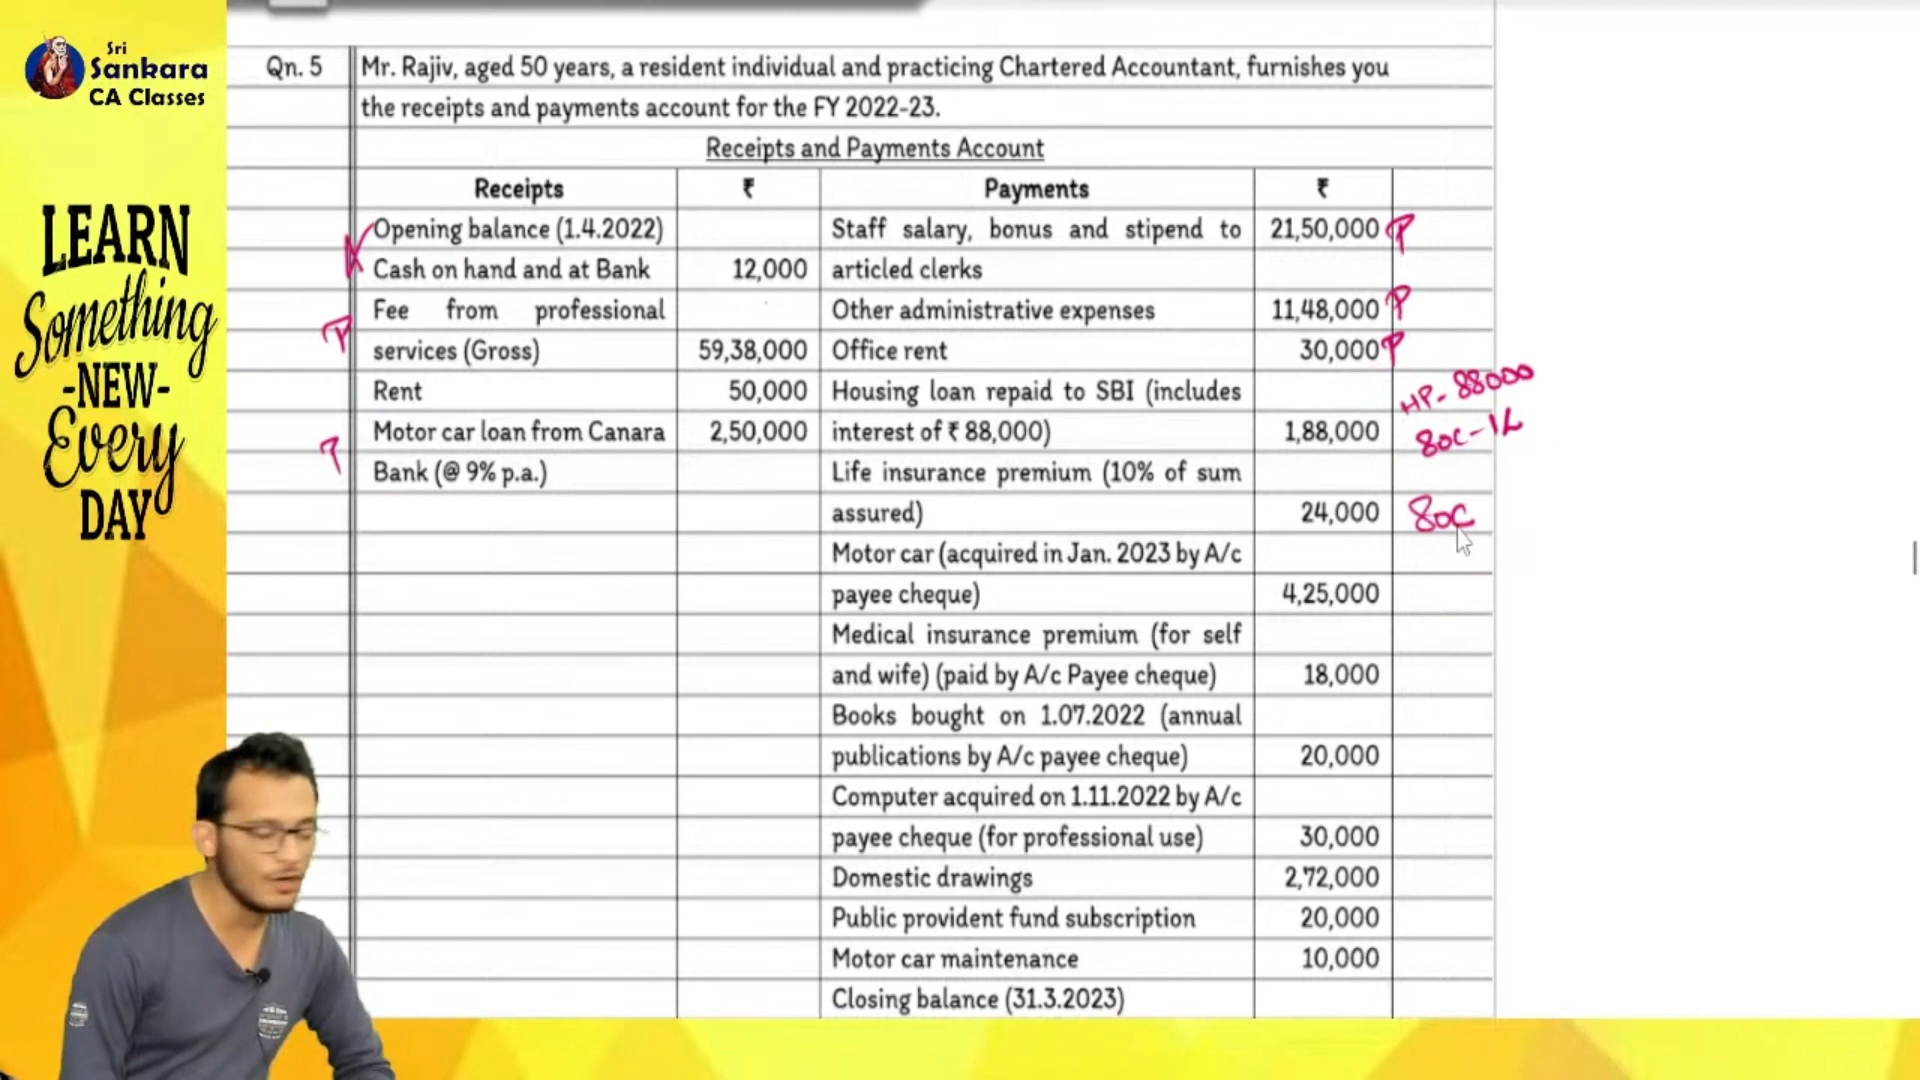 Sri
Sankara
CA Classes
LEARN
Something
-NEW-
Every
DAY
Qn. 5 Mr. Rajiv, aged 50 years, a resident individual and practicing Chartered Accountant, furnishes you
the receipts and payments account for the FY 2022-23.
Receipts and Payments Account
Receipts ₹ Payments ₹
Opening balance (1.4.2022) Staff salary, bonus and stipend to 21,50,000 P
Cash on hand and at Bank 12,000 articled clerks
Fee from professional Other administrative expenses 11,48,000 P
P services (Gross) 59,38,000 Office rent 30,000 P
Rent 50,000 Housing loan repaid to SBI (includes HP- 88000
Motor car loan from Canara 2,50,000 interest of ₹ 88,000) 1,88,000 80C-1L
Bank (@ 9% p.a.) Life insurance premium (10% of sum
assured) 24,000 80C
Motor car (acquired in Jan. 2023 by A/c
payee cheque) 4,25,000
Medical insurance premium (for self
and wife) (paid by A/c Payee cheque) 18,000
Books bought on 1.07.2022 (annual
publications by A/c payee cheque) 20,000
Computer acquired on 1.11.2022 by A/c
payee cheque (for professional use) 30,000
Domestic drawings 2,72,000
Public provident fund subscription 20,000
Motor car maintenance 10,000
Closing balance (31.3.2023)